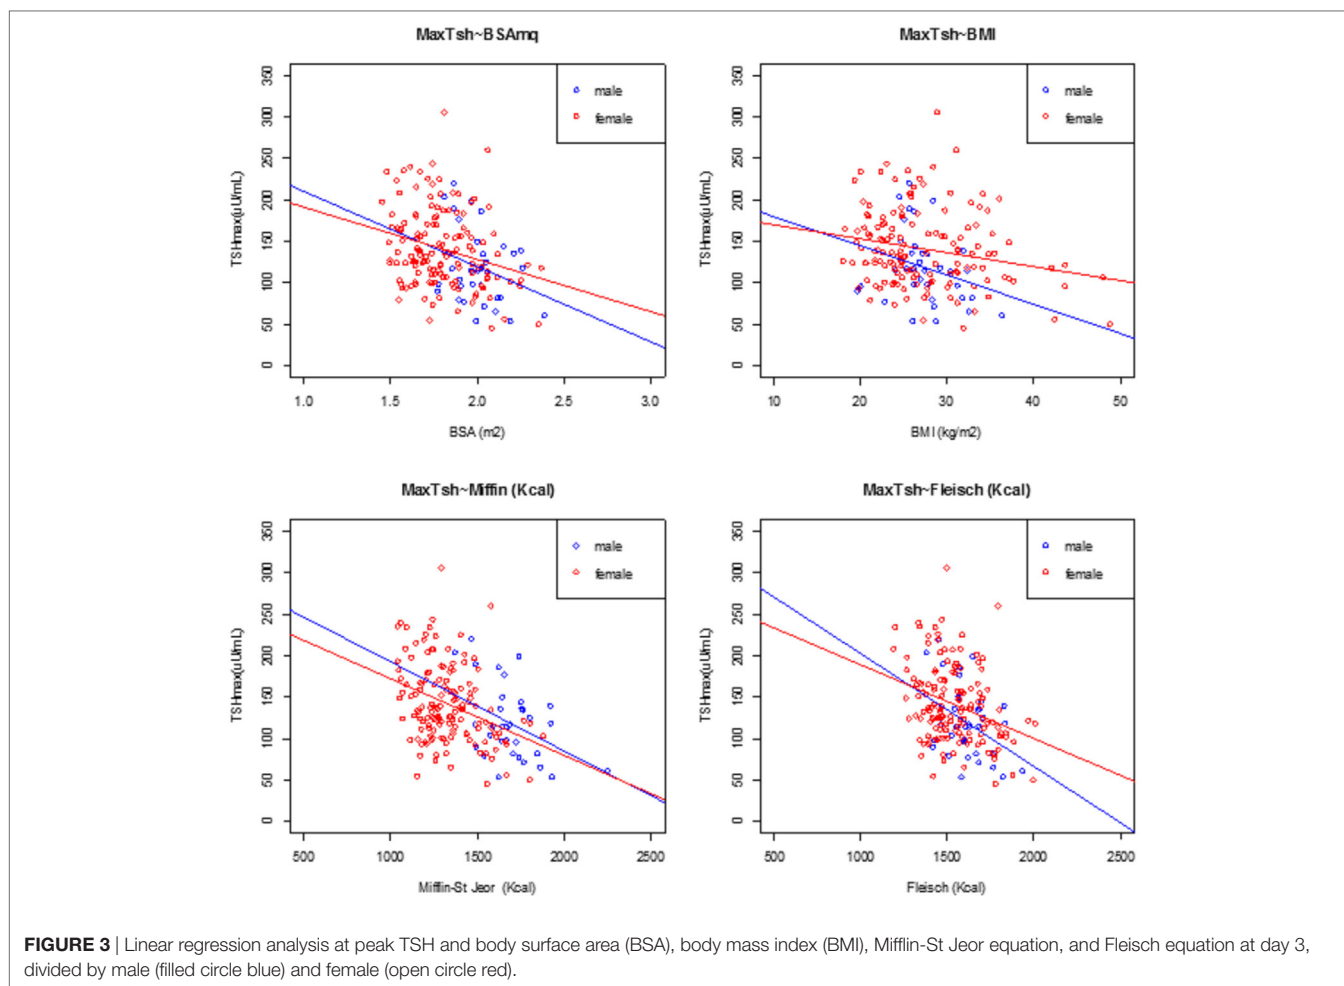 MaxTsh~BSAmq
350
300
250
200
150
100
50
0
TSHmax(µU/mL)
male
female
1.0 1.5 2.0 2.5 3.0
BSA (m2)
MaxTsh~BMI
350
300
250
200
150
100
50
0
TSHmax(µU/mL)
male
female
10 20 30 40 50
BMI (kg/m2)
MaxTsh~Miffin (Kcal)
350
300
250
200
150
100
50
0
TSHmax(µU/mL)
male
female
500 1000 1500 2000 2500
Mifflin-St Jeor (Kcal)
MaxTsh~Fleisch (Kcal)
350
300
250
200
150
100
50
0
TSHmax(µU/mL)
male
female
500 1000 1500 2000 2500
Fleisch (Kcal)
FIGURE 3 | Linear regression analysis at peak TSH and body surface area (BSA), body mass index (BMI), Mifflin-St Jeor equation, and Fleisch equation at day 3,
divided by male (filled circle blue) and female (open circle red).